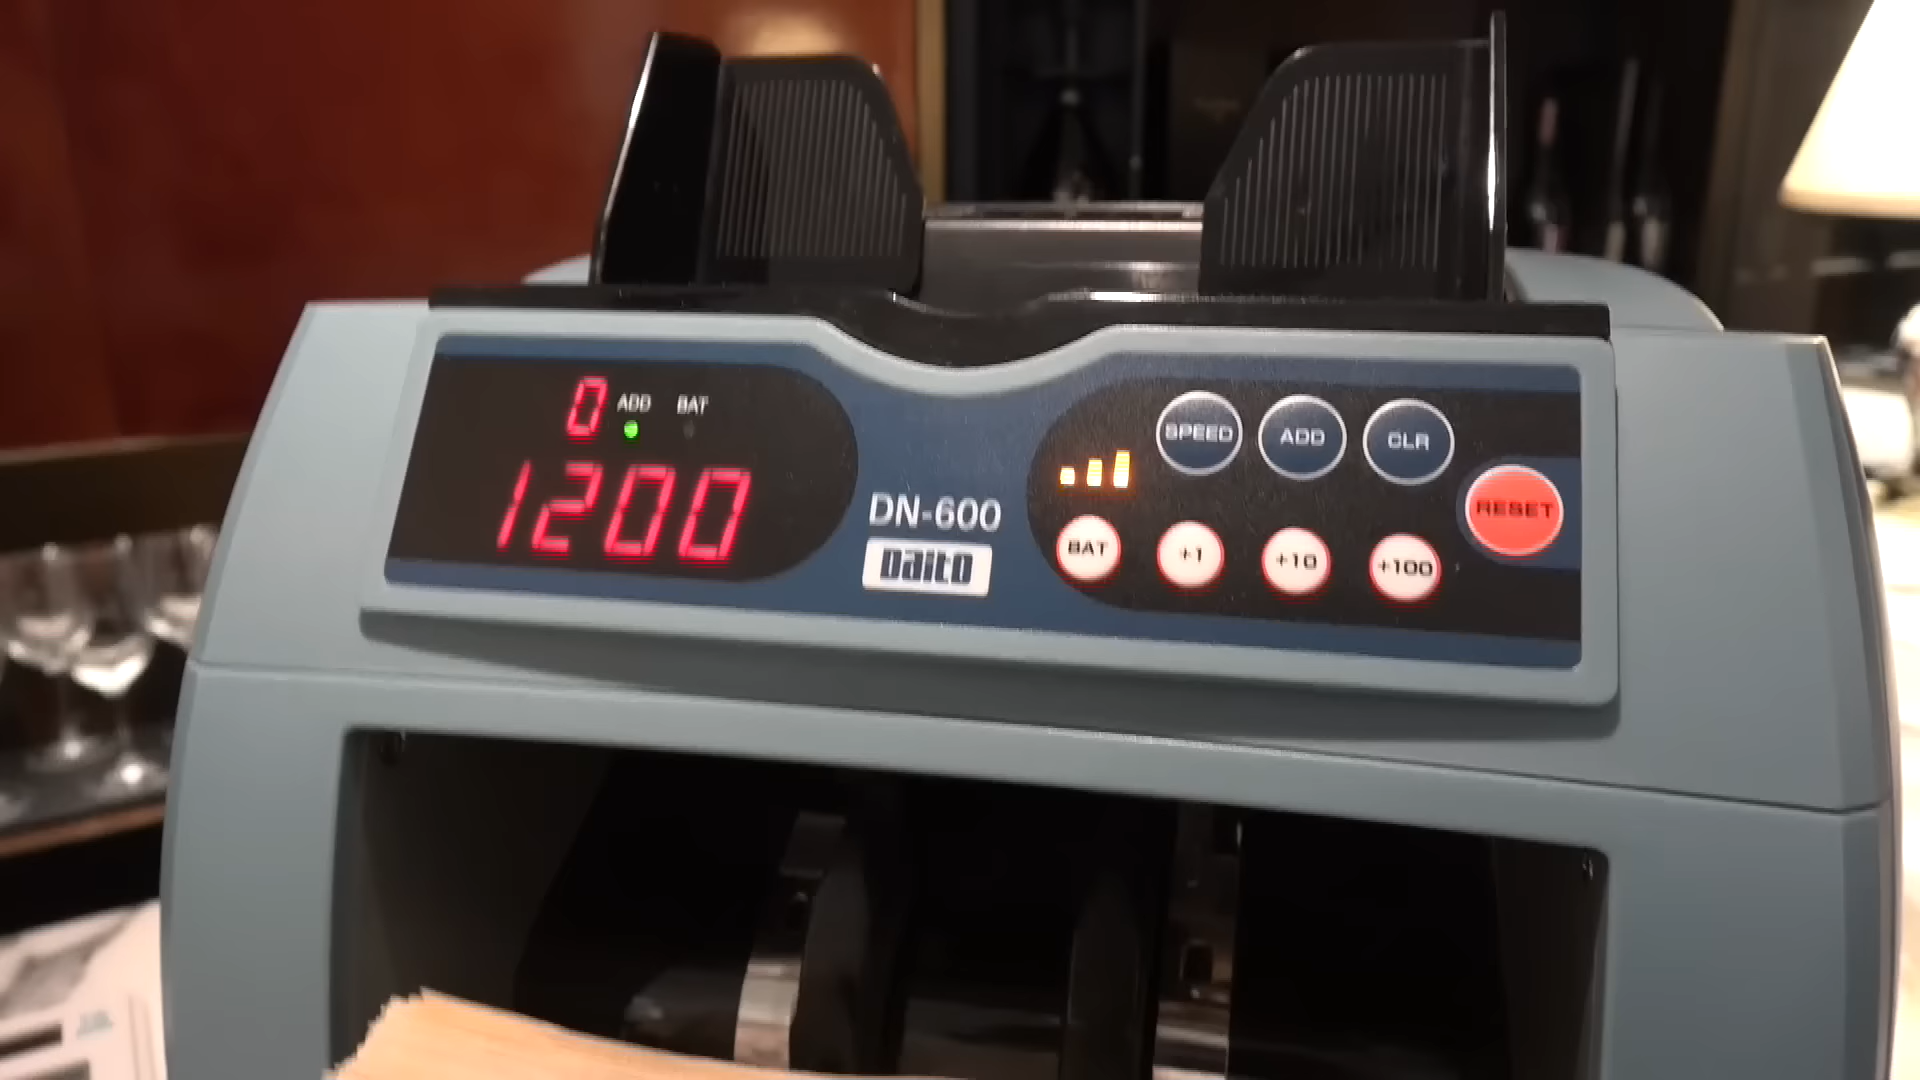 0 ADD BAT
1200
DN-600
Daito
SPEED ADD CLR
RESET
BAT +1 +10 +100